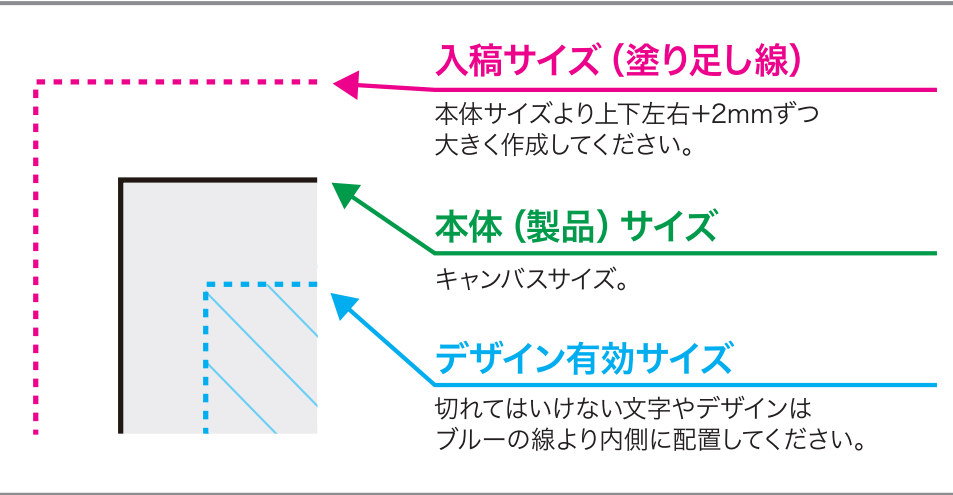 入稿サイズ（塗り足し線）
本体サイズより上下左右+2mmずつ
大きく作成してください。
本体（製品）サイズ
キャンバスサイズ。
デザイン有効サイズ
切れてはいけない文字やデザインは
ブルーの線より内側に配置してください。